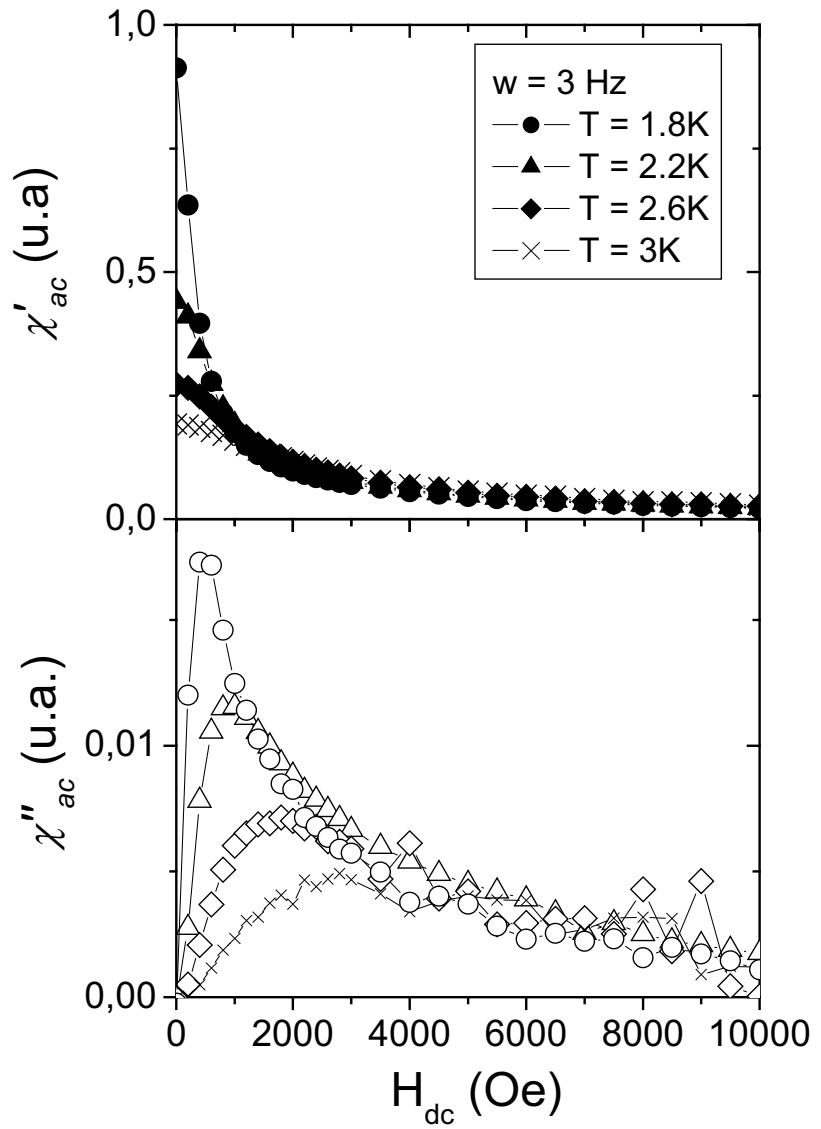 1,0
0,5
0,0
χ'ac (u.a)
w = 3 Hz
T = 1.8K
T = 2.2K
T = 2.6K
T = 3K
0,01
0,00
χ"ac (u.a.)
0 2000 4000 6000 8000 10000
Hdc (Oe)